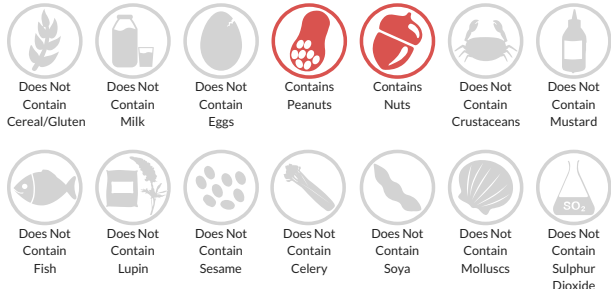 Does Not Contain Cereal/Gluten
Does Not Contain Milk
Does Not Contain Eggs
Contains Peanuts
Contains Nuts
Does Not Contain Crustaceans
Does Not Contain Mustard
SO₂
Does Not Contain Fish
Does Not Contain Lupin
Does Not Contain Sesame
Does Not Contain Celery
Does Not Contain Soya
Does Not Contain Molluscs
Does Not Contain Sulphur Dioxide